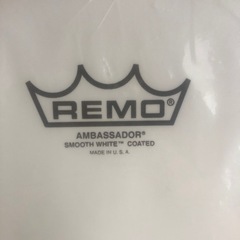 REMO®
AMBASSADOR®
SMOOTH WHITE™ COATED
MADE IN U.S.A.